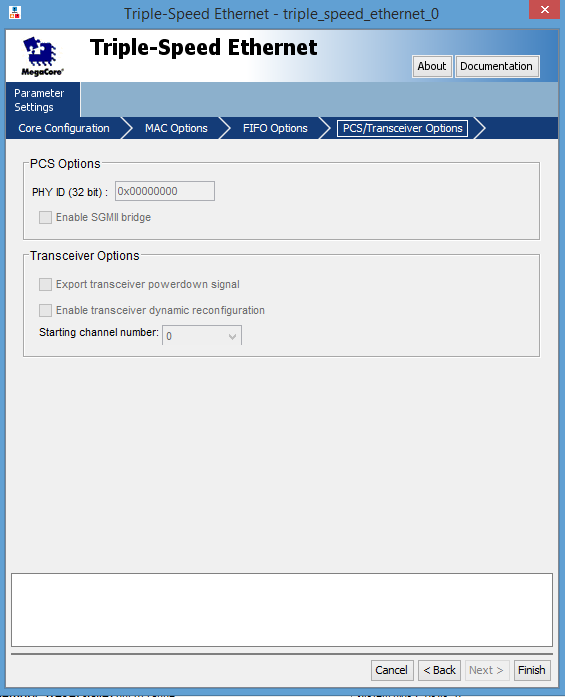 Triple-Speed Ethernet - triple_speed_ethernet_0
Triple-Speed Ethernet
MegaCore®
About
Documentation
Parameter
Settings
Core Configuration
MAC Options
FIFO Options
PCS/Transceiver Options
PCS Options
PHY ID (32 bit) :
0x00000000
Enable SGMII bridge
Transceiver Options
Export transceiver powerdown signal
Enable transceiver dynamic reconfiguration
Starting channel number:
0
Cancel
< Back
Next >
Finish